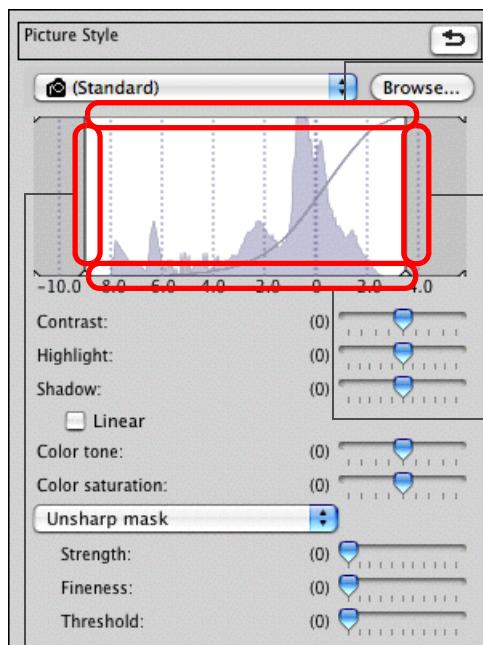 Picture Style
(Standard)
Browse...
-10.0 -8.0 -6.0 -4.0 -2.0 0.0 2.0 4.0
Contrast: (0)
Highlight: (0)
Shadow: (0)
Linear
Color tone: (0)
Color saturation: (0)
Unsharp mask
Strength: (0)
Fineness: (0)
Threshold: (0)